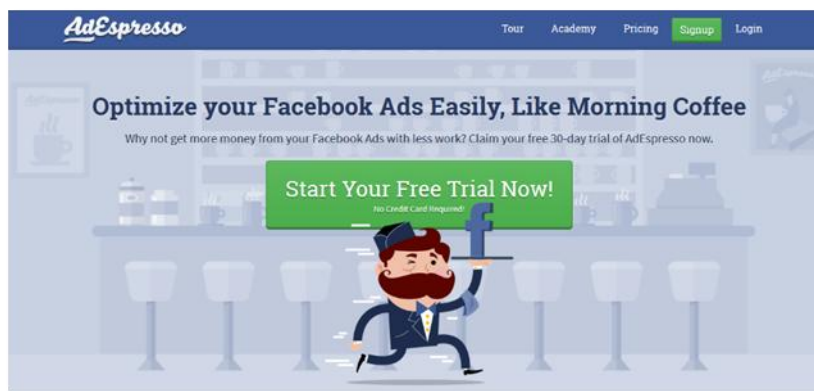 AdEspresso
Tour Academy Pricing Signup Login
Optimize your Facebook Ads Easily, Like Morning Coffee
Why not get more money from your Facebook Ads with less work? Claim your free 30-day trial of AdEspresso now.
Start Your Free Trial Now!
No Credit Card Required!
f